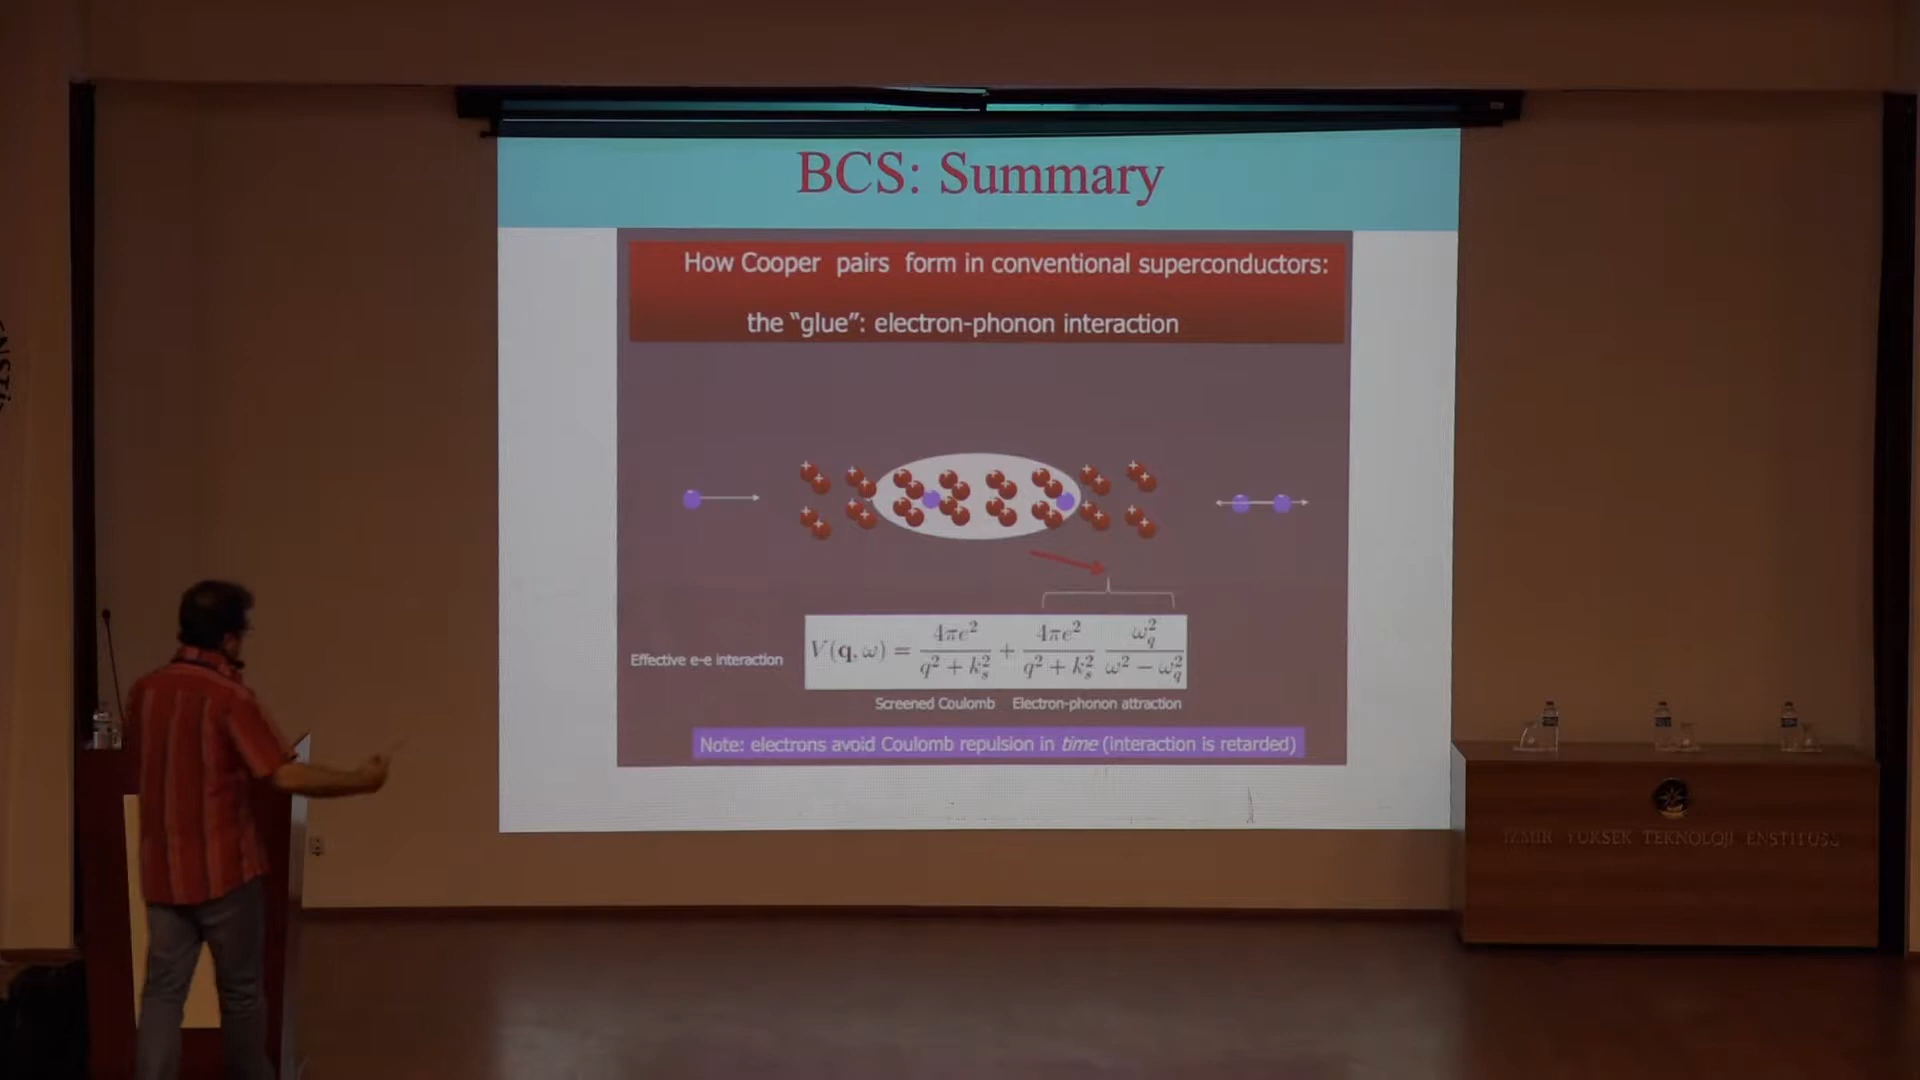 BCS: Summary
How Cooper pairs form in conventional superconductors:
the “glue”: electron-phonon interaction
Effective e-e interaction
V(q, ω) = 4πe²/(q² + kₛ²) + 4πe²/(q² + kₛ²) ω_q²/(ω² − ω_q²)
Screened Coulomb Electron-phonon attraction
Note: electrons avoid Coulomb repulsion in time (interaction is retarded)
İZMİR YÜKSEK TEKNOLOJİ ENSTİTÜSÜ